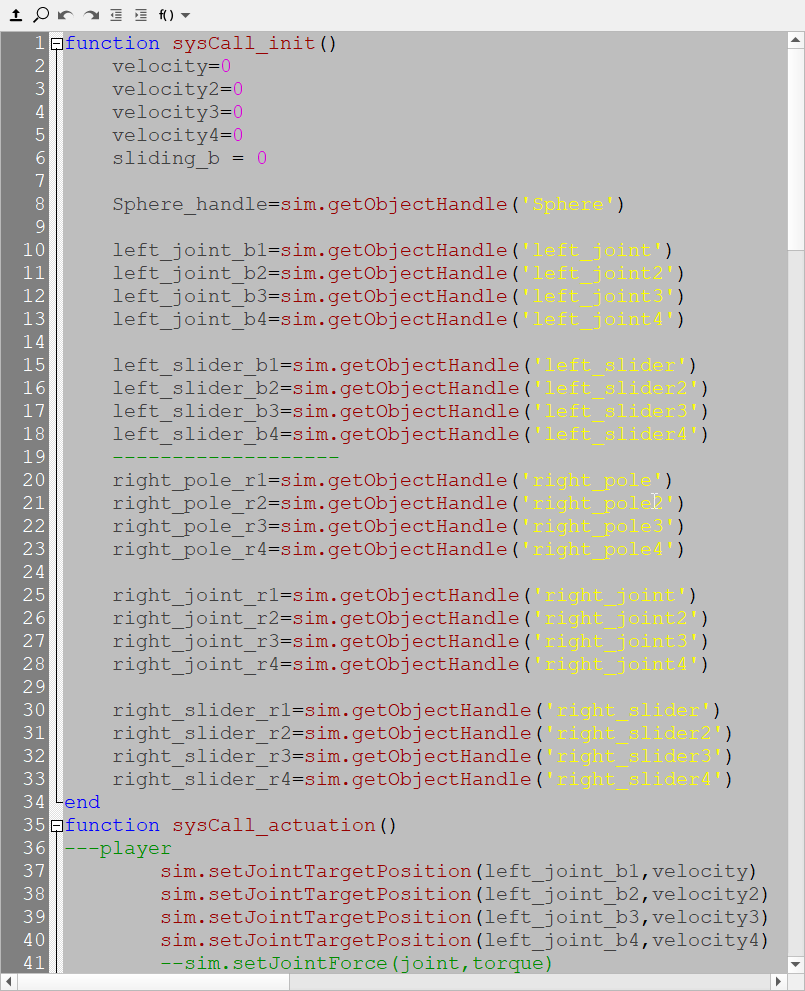 f()
1 function sysCall_init()
2 velocity=0
3 velocity2=0
4 velocity3=0
5 velocity4=0
6 sliding_b = 0
7
8 Sphere_handle=sim.getObjectHandle('Sphere')
9
10 left_joint_b1=sim.getObjectHandle('left_joint')
11 left_joint_b2=sim.getObjectHandle('left_joint2')
12 left_joint_b3=sim.getObjectHandle('left_joint3')
13 left_joint_b4=sim.getObjectHandle('left_joint4')
14
15 left_slider_b1=sim.getObjectHandle('left_slider')
16 left_slider_b2=sim.getObjectHandle('left_slider2')
17 left_slider_b3=sim.getObjectHandle('left_slider3')
18 left_slider_b4=sim.getObjectHandle('left_slider4')
19 -------------------
20 right_pole_r1=sim.getObjectHandle('right_pole')
21 right_pole_r2=sim.getObjectHandle('right_pole2')
22 right_pole_r3=sim.getObjectHandle('right_pole3')
23 right_pole_r4=sim.getObjectHandle('right_pole4')
24
25 right_joint_r1=sim.getObjectHandle('right_joint')
26 right_joint_r2=sim.getObjectHandle('right_joint2')
27 right_joint_r3=sim.getObjectHandle('right_joint3')
28 right_joint_r4=sim.getObjectHandle('right_joint4')
29
30 right_slider_r1=sim.getObjectHandle('right_slider')
31 right_slider_r2=sim.getObjectHandle('right_slider2')
32 right_slider_r3=sim.getObjectHandle('right_slider3')
33 right_slider_r4=sim.getObjectHandle('right_slider4')
34 end
35 function sysCall_actuation()
36 ---player
37 sim.setJointTargetPosition(left_joint_b1,velocity)
38 sim.setJointTargetPosition(left_joint_b2,velocity2)
39 sim.setJointTargetPosition(left_joint_b3,velocity3)
40 sim.setJointTargetPosition(left_joint_b4,velocity4)
41 --sim.setJointForce(joint,torque)